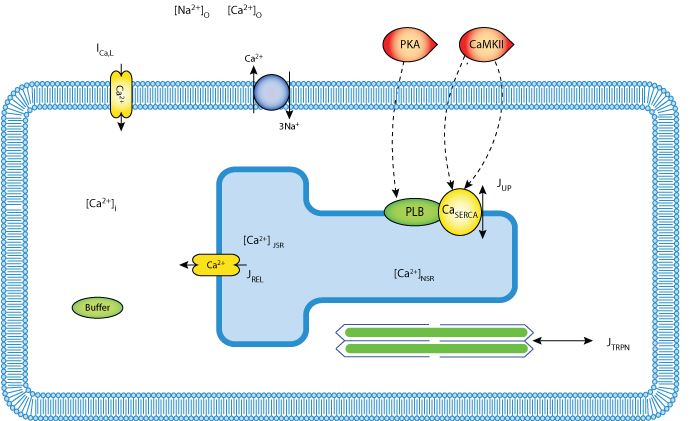 [Na²⁺]O [Ca²⁺]O
ICa,L
Ca²⁺
Ca²⁺
3Na⁺
PKA
CaMKII
[Ca²⁺]i
JUP
PLB
CaSERCA
[Ca²⁺]JSR
Ca²⁺
JREL
[Ca²⁺]NSR
Buffer
JTRPN